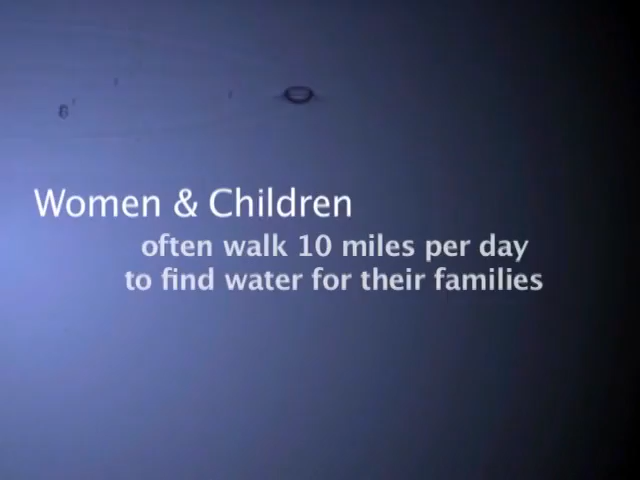 Women & Children
often walk 10 miles per day
to find water for their families